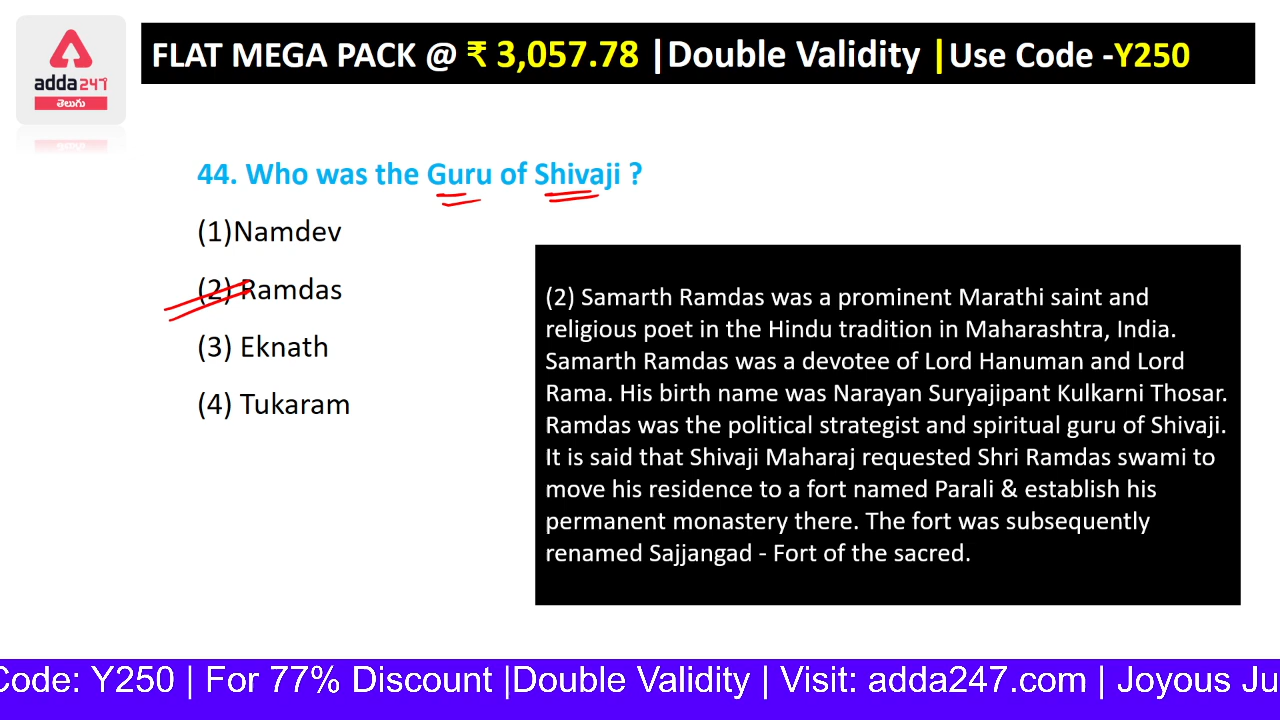 FLAT MEGA PACK @ ₹ 3,057.78 |Double Validity |Use Code -Y250
adda247
తెలుగు
44. Who was the Guru of Shivaji ?
(1)Namdev
(2) Ramdas
(3) Eknath
(4) Tukaram
(2) Samarth Ramdas was a prominent Marathi saint and
religious poet in the Hindu tradition in Maharashtra, India.
Samarth Ramdas was a devotee of Lord Hanuman and Lord
Rama. His birth name was Narayan Suryajipant Kulkarni Thosar.
Ramdas was the political strategist and spiritual guru of Shivaji.
It is said that Shivaji Maharaj requested Shri Ramdas swami to
move his residence to a fort named Parali & establish his
permanent monastery there. The fort was subsequently
renamed Sajjangad - Fort of the sacred.
Code: Y250 | For 77% Discount |Double Validity | Visit: adda247.com | Joyous Ju